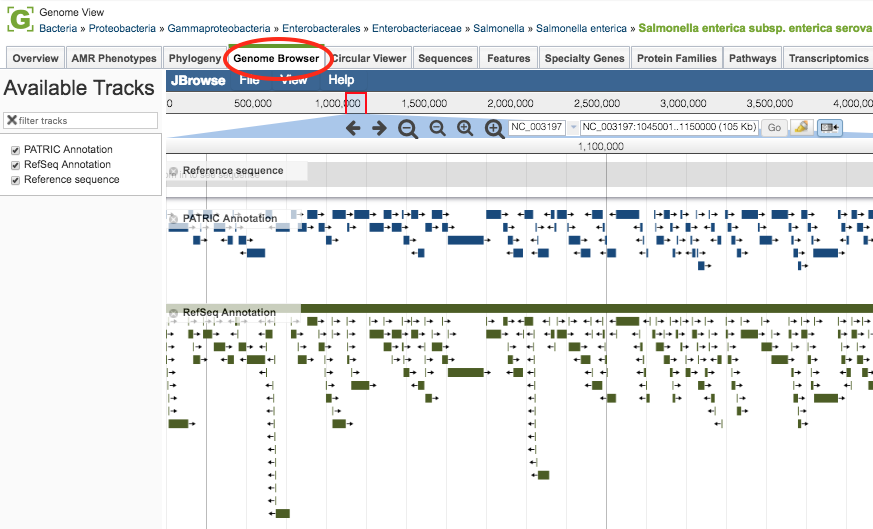 Genome View
Bacteria » Proteobacteria » Gammaproteobacteria » Enterobacterales » Enterobacteriaceae » Salmonella » Salmonella enterica » Salmonella enterica subsp. enterica serova
Overview AMR Phenotypes Phylogeny Genome Browser Circular Viewer Sequences Features Specialty Genes Protein Families Pathways Transcriptomics
Available Tracks
JBrowse File View Help
0 500,000 1,000,000 1,500,000 2,000,000 2,500,000 3,000,000 3,500,000 4,000,00
filter tracks
NC_003197 NC_003197:1045001..1150000 (105 Kb) Go
1,100,000
PATRIC Annotation
RefSeq Annotation
Reference sequence
Reference sequence
PATRIC Annotation
RefSeq Annotation